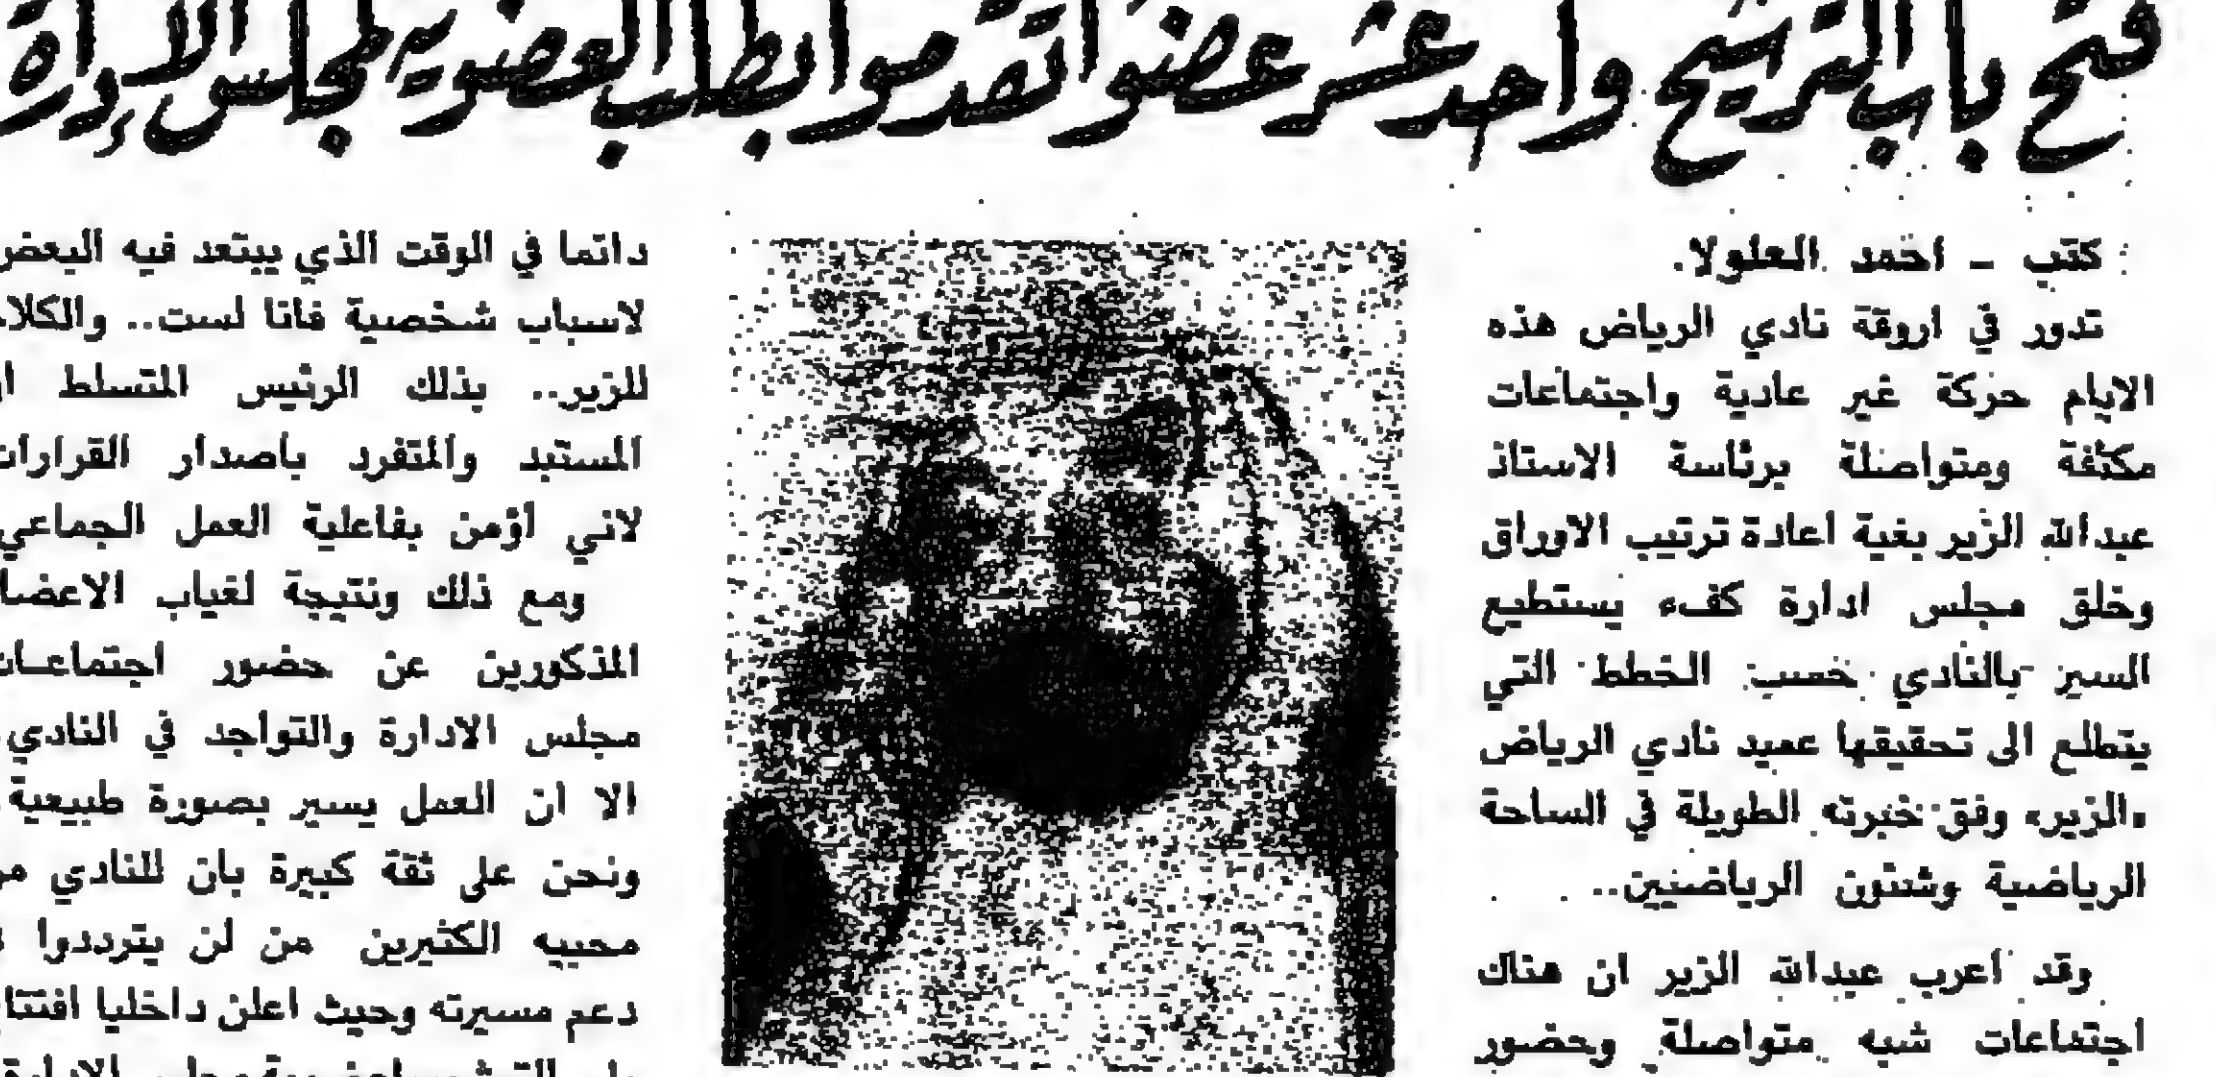 فتح باب الترشيح واحد عشر عضوا تقدموا بطلب العضويه لمجلس الإدارة
كتب - احمد العلولا.
تدور في اروقة نادي الرياض هذه
الايام حركة غير عادية واجتماعات
مكثفة ومتواصلة برئاسة الاستاذ
عبدالله الزير بغية اعادة ترتيب الاوراق
وخلق مجلس ادارة كفء يستطيع
السير بالنادي حسب الخطط التي
يتطلع الى تحقيقها عميد نادي الرياض
«الزير» وفق خبرته الطويلة في الساحة
الرياضية وشئون الرياضيين..
وقد اعرب عبدالله الزير ان هناك
اجتماعات شبه متواصلة وحضور
دائما في الوقت الذي يبتعد فيه البعض
لاسباب شخصية فانا لست.. والكلا
للزير.. بذلك الرئيس المتسلط
المستبد والمتفرد باصدار القرارات
لاني اؤمن بفاعلية العمل الجماعي
ومع ذلك ونتيجة لغياب الاعضا
المذكورين عن حضور اجتماعات
مجلس الادارة والتواجد في النادي
الا ان العمل يسير بصورة طبيعية
ونحن على ثقة كبيرة بان للنادي من
محبيه الكثيرين من لن يترددوا
دعم مسيرته وحيث اعلن داخليا افتتا